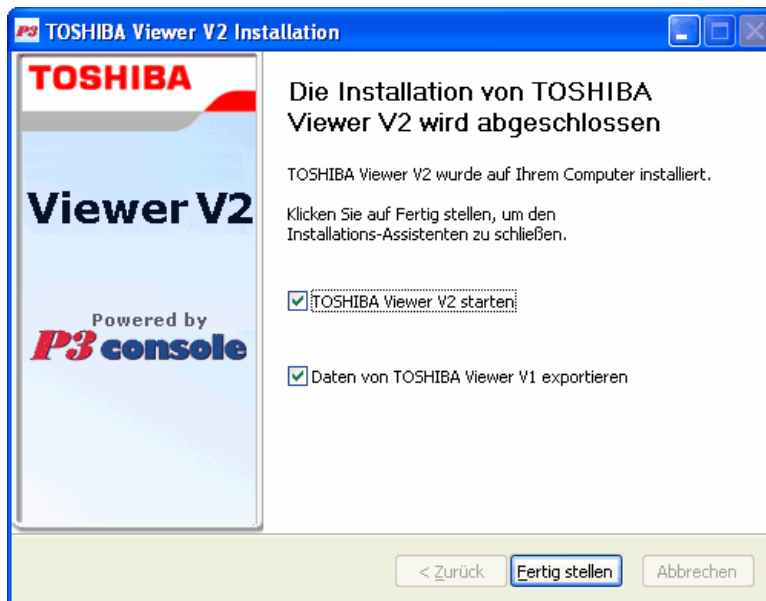 P3 TOSHIBA Viewer V2 Installation
TOSHIBA
Viewer V2
Powered by
P3 console
Die Installation von TOSHIBA
Viewer V2 wird abgeschlossen
TOSHIBA Viewer V2 wurde auf Ihrem Computer installiert.
Klicken Sie auf Fertig stellen, um den
Installations-Assistenten zu schließen.
TOSHIBA Viewer V2 starten
Daten von TOSHIBA Viewer V1 exportieren
< Zurück
Fertig stellen
Abbrechen